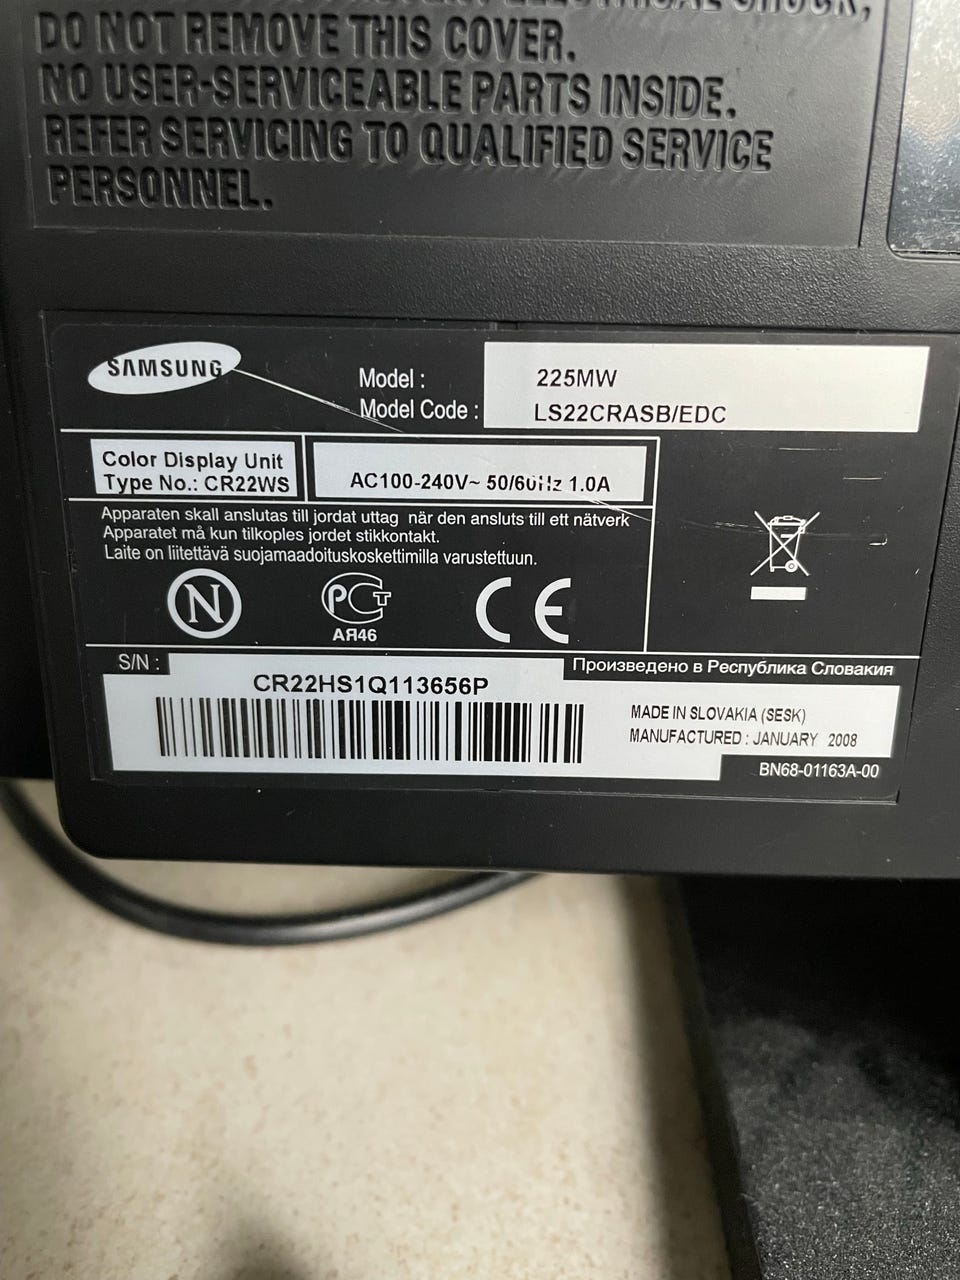 DO NOT REMOVE THIS COVER.
NO USER-SERVICEABLE PARTS INSIDE.
REFER SERVICING TO QUALIFIED SERVICE
PERSONNEL.
SAMSUNG
Model : 225MW
Model Code : LS22CRASB/EDC
Color Display Unit
Type No.: CR22WS
AC100-240V~ 50/60Hz 1.0A
Apparaten skall anslutas till jordat uttag när den ansluts till ett nätverk
Apparatet må kun tilkoples jordet stikkontakt.
Laite on liitettävä suojamaadoituskoskettimilla varustettuun.
N
РСТ
АЯ46
CE
S/N :
CR22HS1Q113656P
Произведено в Республика Словакия
MADE IN SLOVAKIA (SESK)
MANUFACTURED : JANUARY 2008
BN68-01163A-00